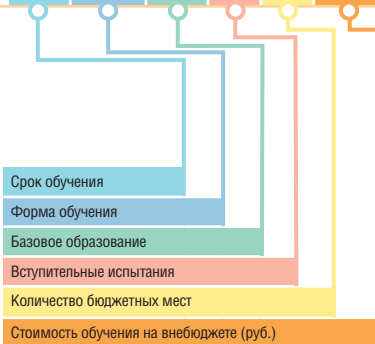 Срок обучения
Форма обучения
Базовое образование
Вступительные испытания
Количество бюджетных мест
Стоимость обучения на внебюджете (руб.)